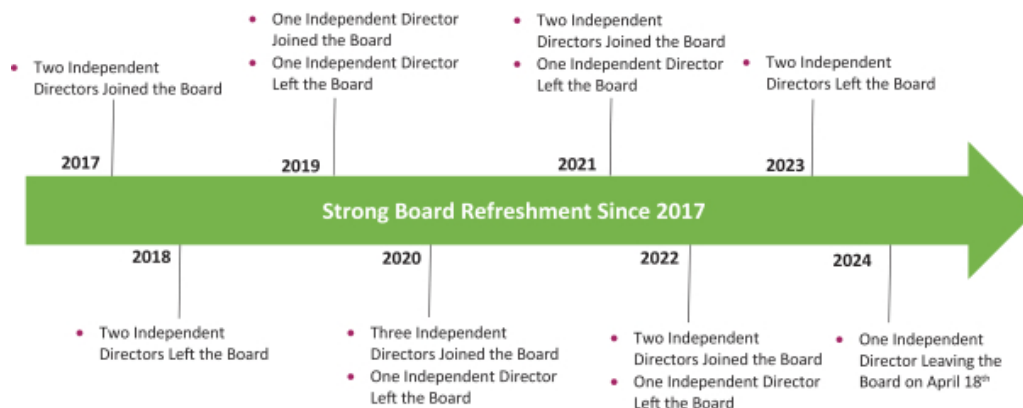 • Two Independent
Directors Joined the Board
2017
• One Independent Director
Joined the Board
• One Independent Director
Left the Board
2019
• Two Independent
Directors Joined the Board
• One Independent Director
Left the Board
2021
• Two Independent
Directors Left the Board
2023
Strong Board Refreshment Since 2017
2018
• Two Independent
Directors Left the Board
2020
• Three Independent
Directors Joined the Board
• One Independent Director
Left the Board
2022
• Two Independent
Directors Joined the Board
• One Independent Director
Left the Board
2024
• One Independent
Director Leaving the
Board on April 18th